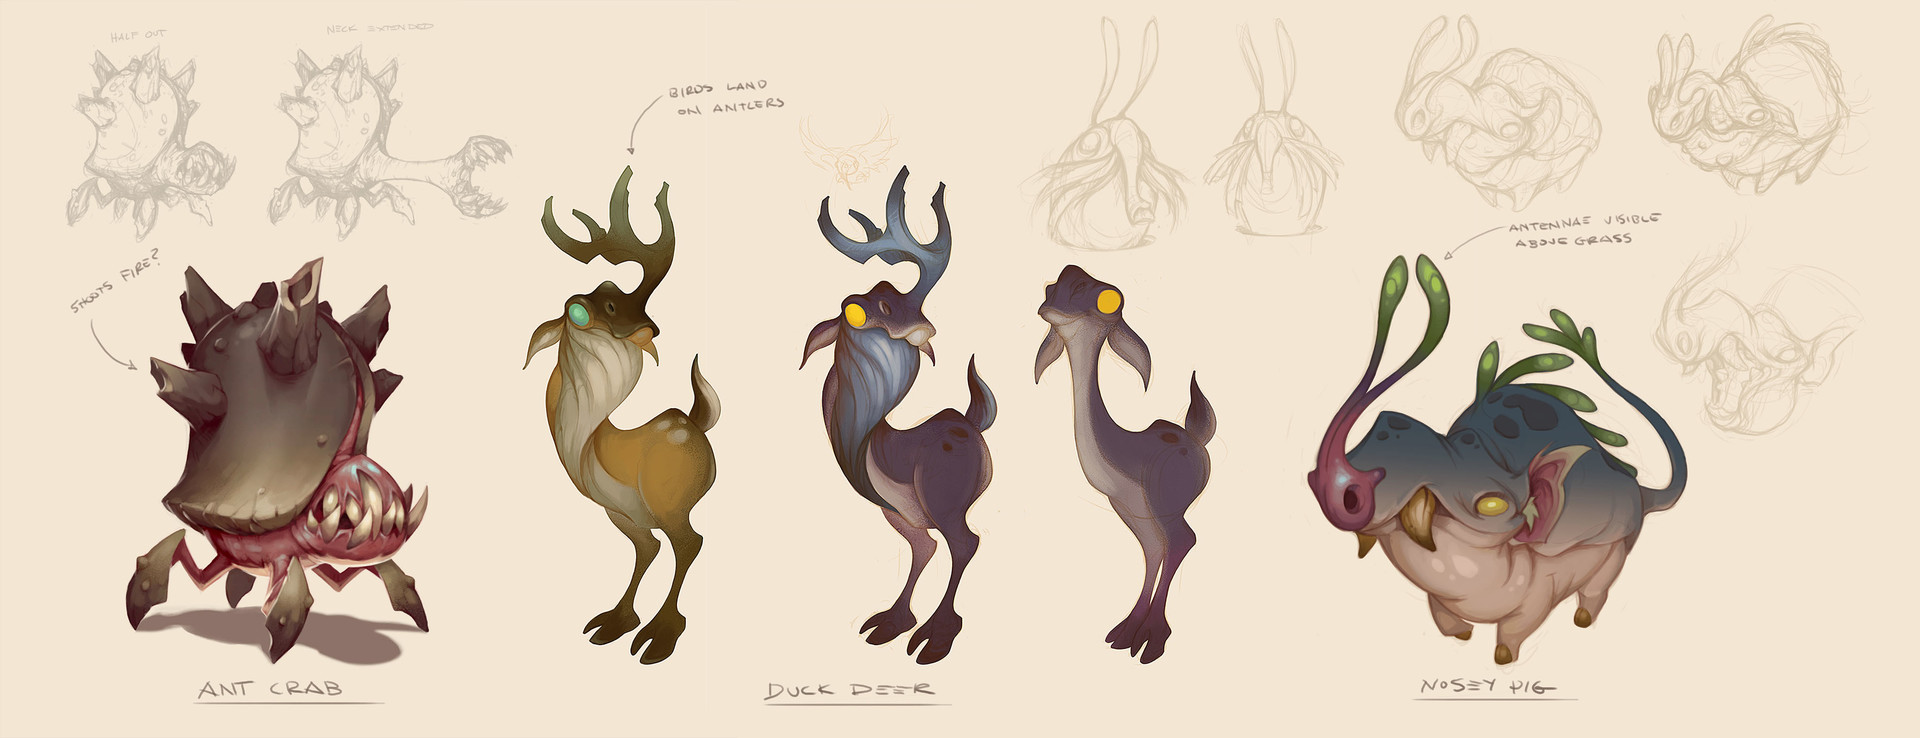 HALF OUT
NECK EXTENDED
BIRDS LAND
ON ANTLERS
ANTENNAE VISIBLE
ABOVE GRASS
SHOOTS FIRE?
ANT CRAB
DUCK DEER
NOSEY PIG